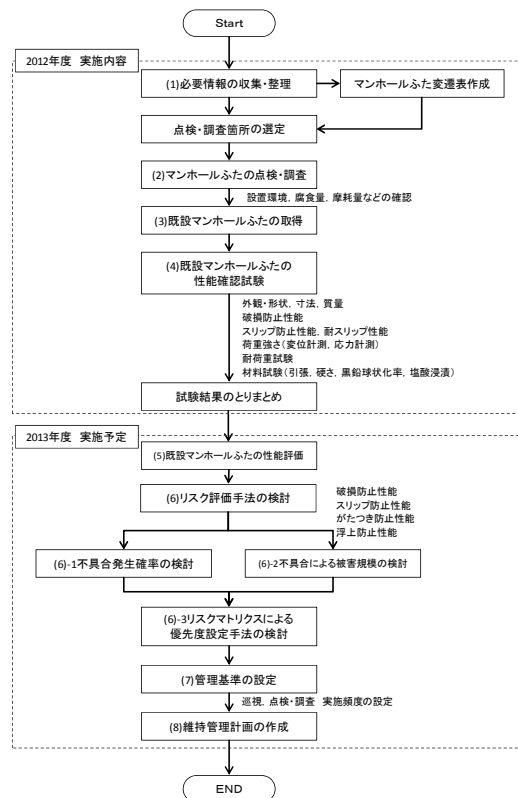 Start
2012年度 実施内容
(1)必要情報の収集・整理
マンホールふた変遷表作成
点検・調査箇所の選定
(2)マンホールふたの点検・調査
設置環境，腐食量，摩耗量などの確認
(3)既設マンホールふたの取得
(4)既設マンホールふたの
性能確認試験
外観・形状，寸法，質量
破損防止性能
スリップ防止性能，耐スリップ性能
荷重強さ（変位計測，応力計測）
耐荷重試験
材料試験（引張，硬さ，黒鉛球状化率，塩酸浸漬）
試験結果のとりまとめ
2013年度 実施予定
(5)既設マンホールふたの性能評価
(6)リスク評価手法の検討
破損防止性能
スリップ防止性能
がたつき防止性能
浮上防止性能
(6)-1不具合発生確率の検討
(6)-2不具合による被害規模の検討
(6)-3リスクマトリクスによる
優先度設定手法の検討
(7)管理基準の設定
巡視，点検・調査 実施頻度の設定
(8)維持管理計画の作成
END